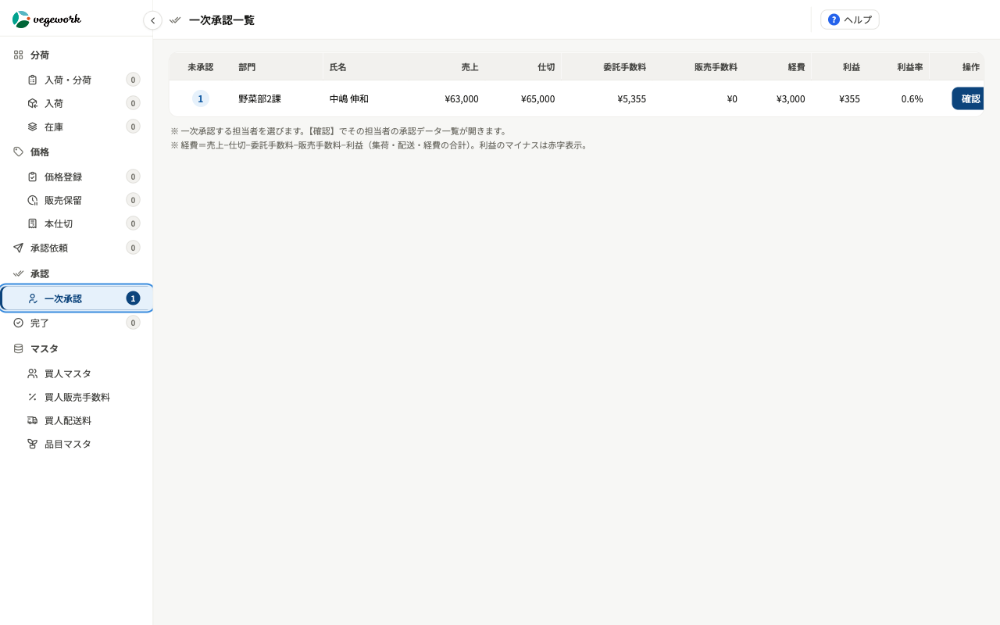 vegework
一次承認一覧
? ヘルプ
分荷
入荷・分荷 0
入荷 0
在庫 0
価格
価格登録 0
販売保留 0
本仕切 0
承認依頼 0
承認
一次承認 1
完了 0
マスタ
買人マスタ
買人販売手数料
買人配送料
品目マスタ
未承認 部門 氏名 売上 仕切 委託手数料 販売手数料 経費 利益 利益率 操作
1 野菜部2課 中嶋 伸和 ¥63,000 ¥65,000 ¥5,355 ¥0 ¥3,000 ¥355 0.6% 確認
※ 一次承認する担当者を選びます。【確認】でその担当者の承認データ一覧が開きます。
※ 経費＝売上−仕切−委託手数料−販売手数料−利益（集荷・配送・経費の合計）。利益のマイナスは赤字表示。